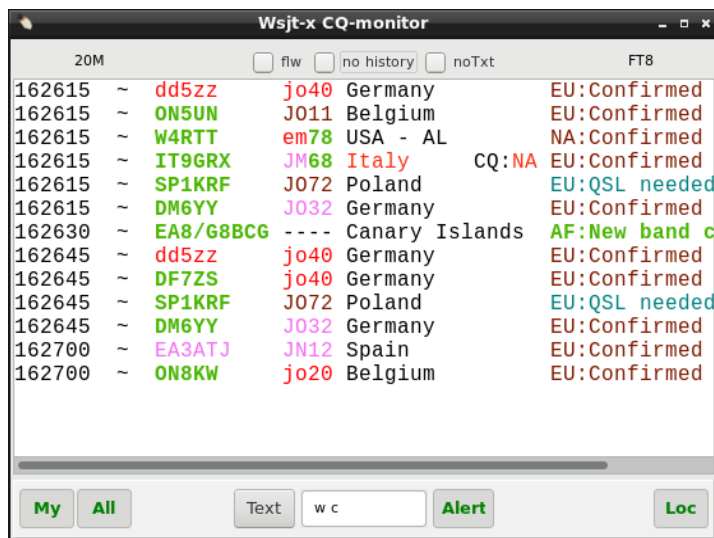 Wsjt-x CQ-monitor
20M flw no history noTxt FT8
162615 ~ dd5zz jo40 Germany EU:Confirmed
162615 ~ ON5UN JO11 Belgium EU:Confirmed
162615 ~ W4RTT em78 USA - AL NA:Confirmed
162615 ~ IT9GRX JM68 Italy CQ:NA EU:Confirmed
162615 ~ SP1KRF JO72 Poland EU:QSL needed
162615 ~ DM6YY JO32 Germany EU:Confirmed
162630 ~ EA8/G8BCG ---- Canary Islands AF:New band c
162645 ~ dd5zz jo40 Germany EU:Confirmed
162645 ~ DF7ZS jo40 Germany EU:Confirmed
162645 ~ SP1KRF JO72 Poland EU:QSL needed
162645 ~ DM6YY JO32 Germany EU:Confirmed
162700 ~ EA3ATJ JN12 Spain EU:Confirmed
162700 ~ ON8KW jo20 Belgium EU:Confirmed
My All Text w c Alert Loc